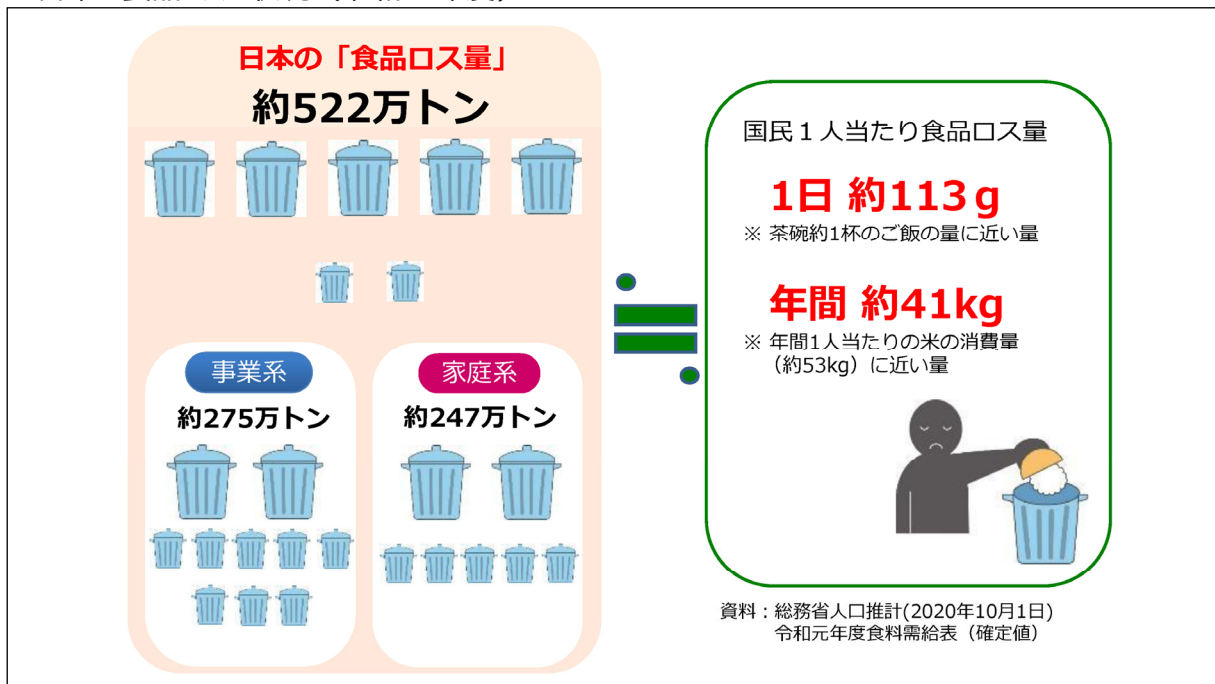 日本の「食品ロス量」
約522万トン
事業系
約275万トン
家庭系
約247万トン
国民１人当たり食品ロス量
1日 約113ｇ
※ 茶碗約1杯のご飯の量に近い量
年間 約41kg
※ 年間1人当たりの米の消費量
（約53kg）に近い量
資料：総務省人口推計(2020年10月1日)
令和元年度食料需給表（確定値）